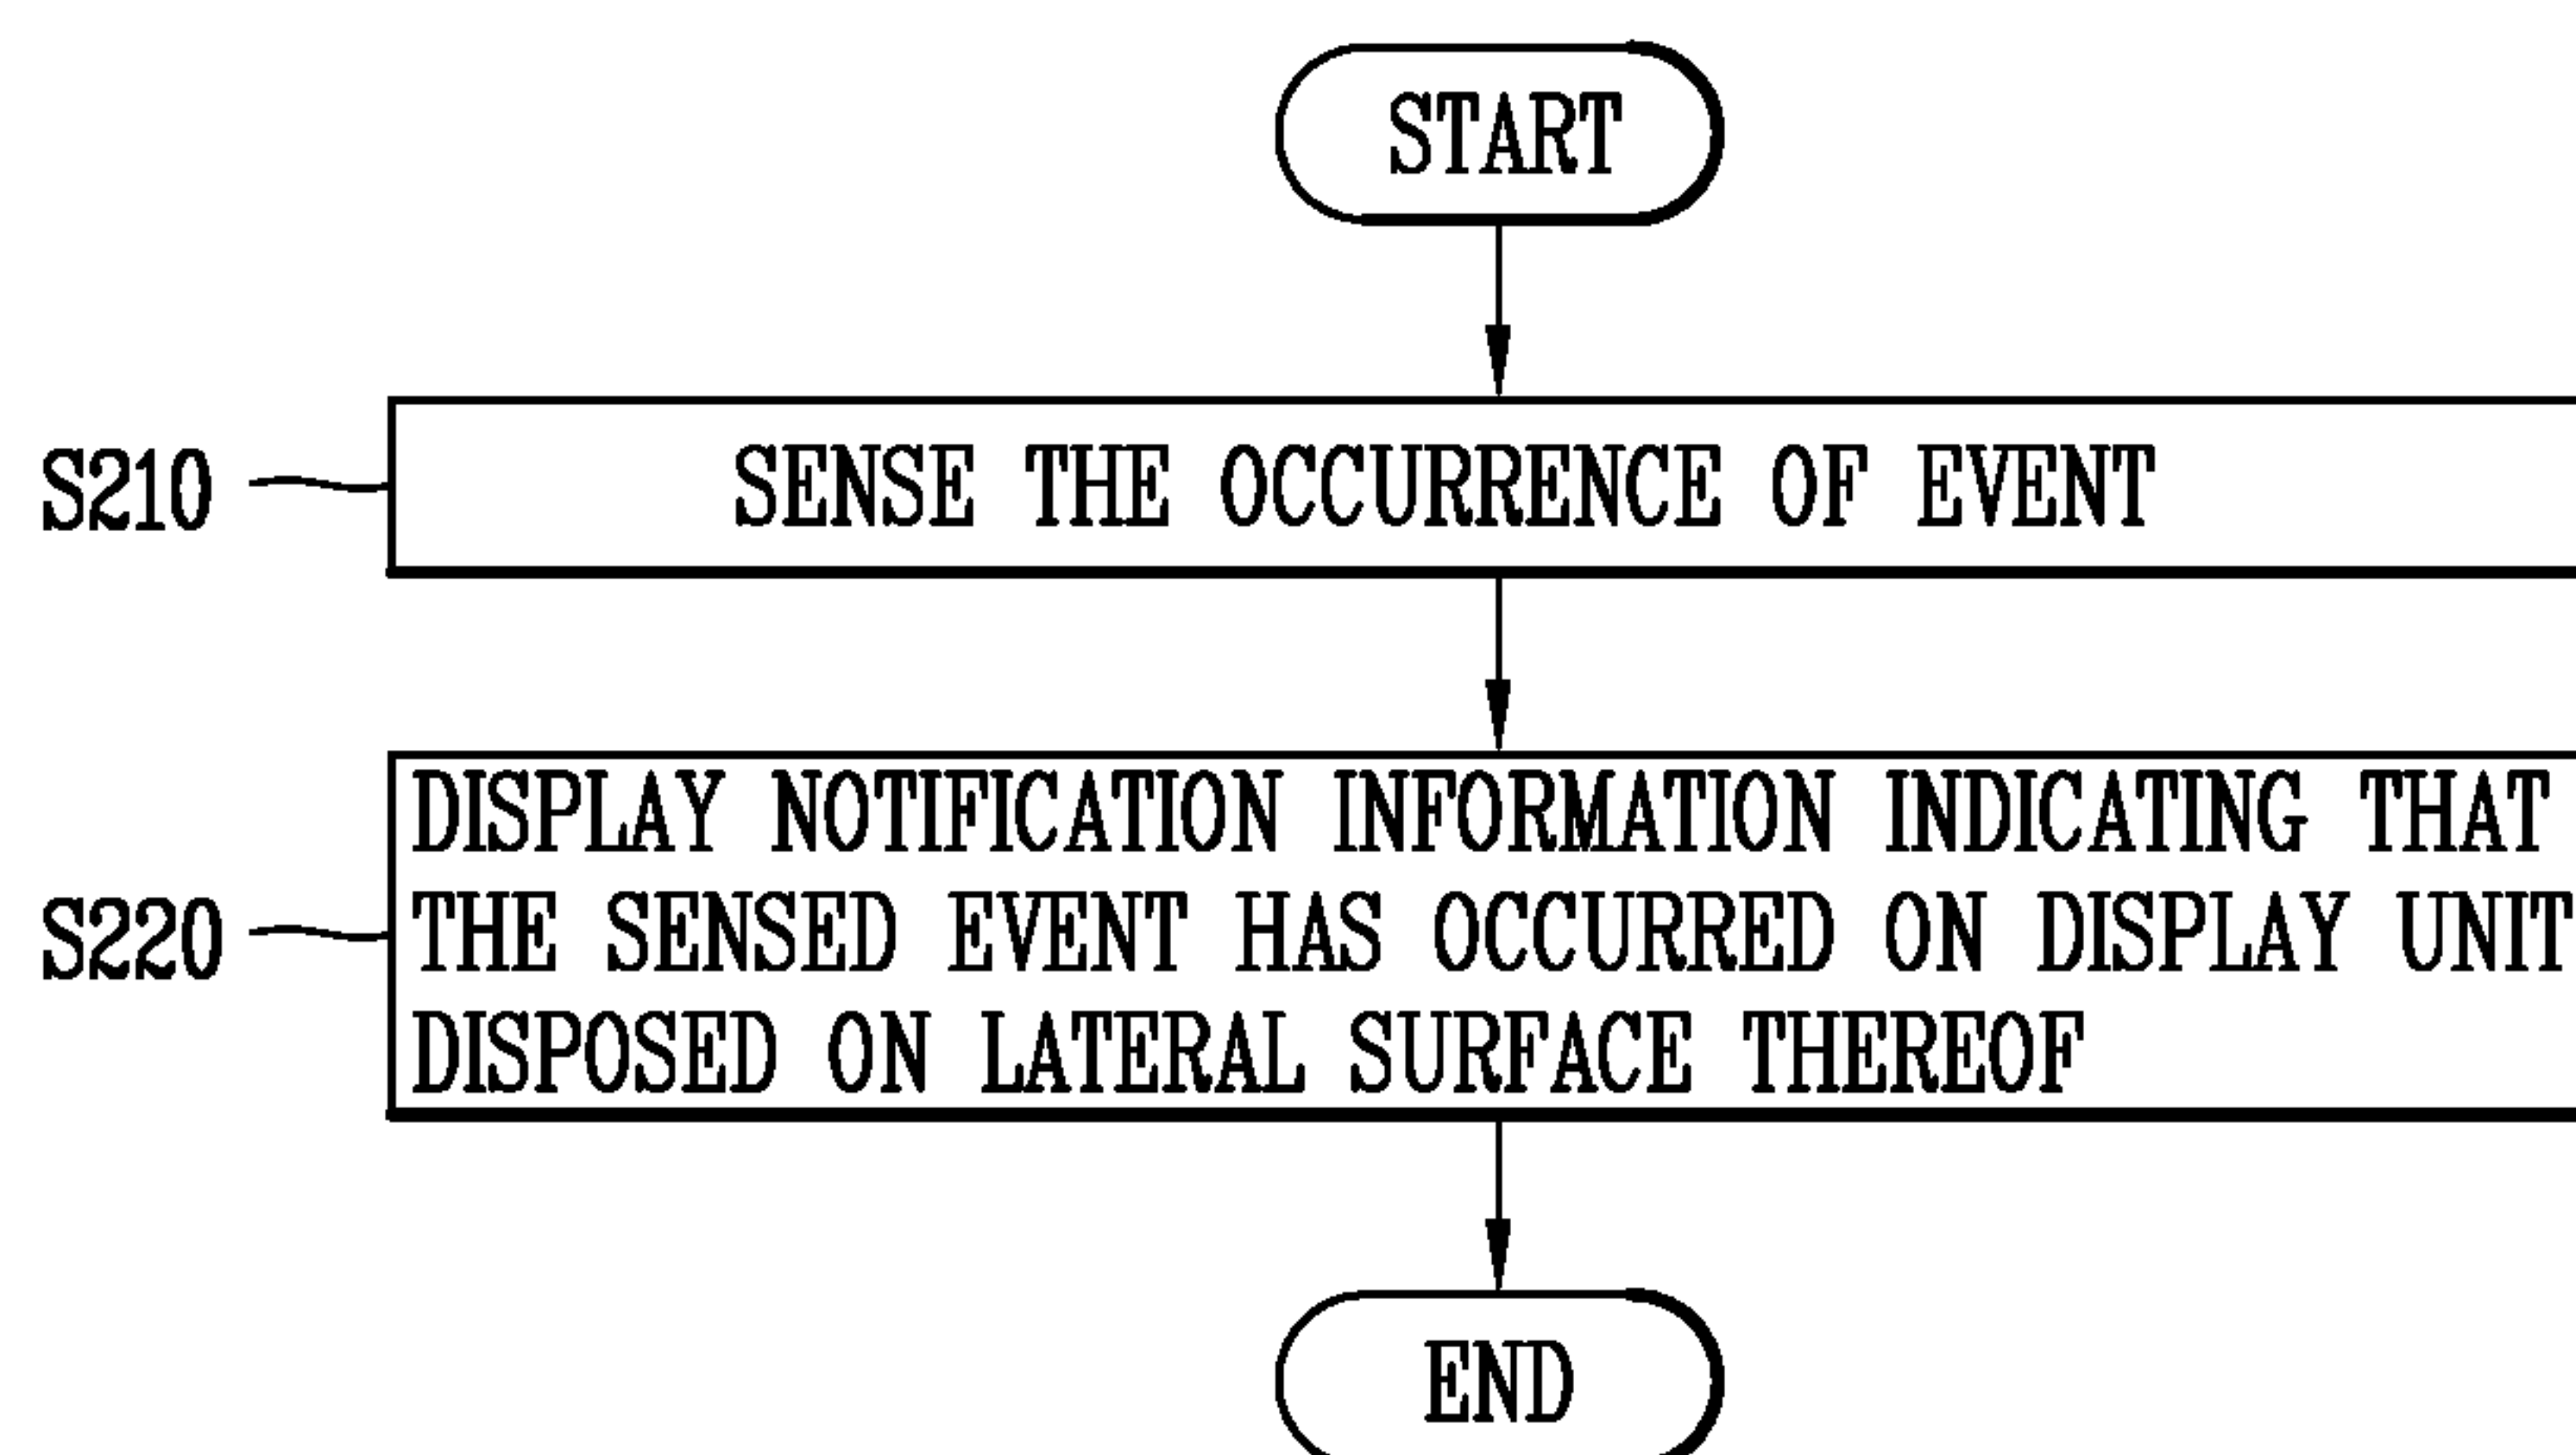 START
S210
SENSE THE OCCURRENCE OF EVENT
S220
DISPLAY NOTIFICATION INFORMATION INDICATING THAT
THE SENSED EVENT HAS OCCURRED ON DISPLAY UNIT
DISPOSED ON LATERAL SURFACE THEREOF
END